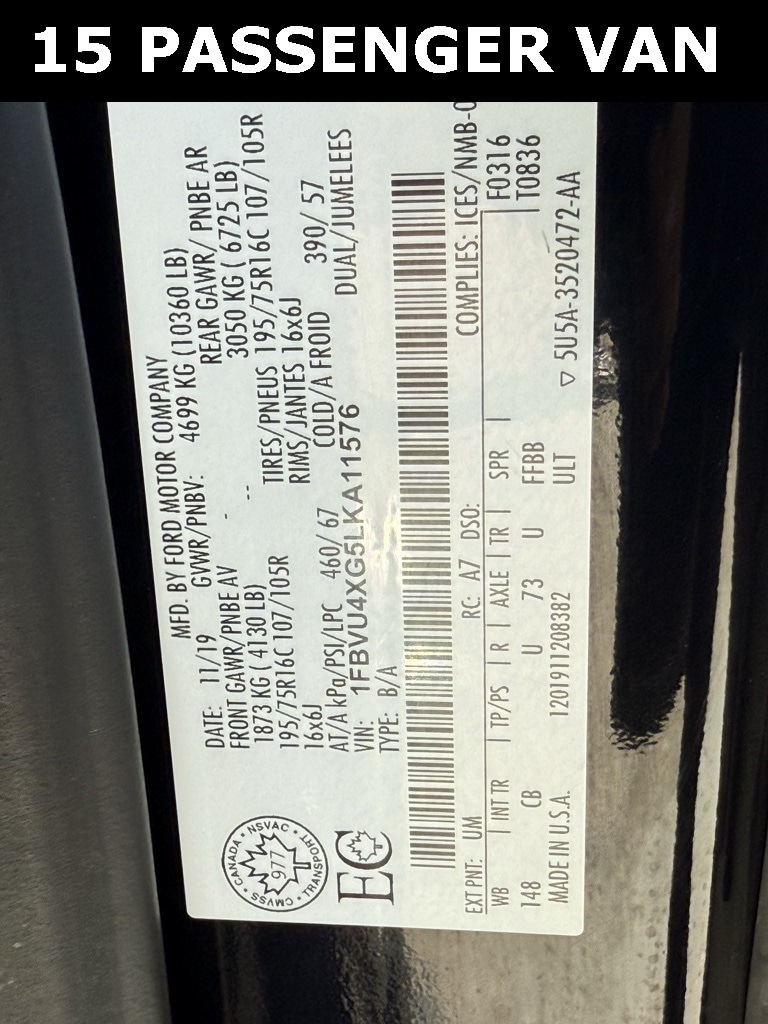 15 PASSENGER VAN
MFD. BY FORD MOTOR COMPANY
DATE: 11/19 GVWR/PNBV: 4699 KG (10360 LB)
FRONT GAWR/PNBE AV - REAR GAWR/ PNBE AR
1873 KG ( 4130 LB) -- 3050 KG ( 6725 LB)
195/75R16C 107/105R TIRES/PNEUS 195/75R16C 107/105R
16x6J RIMS/JANTES 16x6J
AT/A kPa/PSI/LPC 460/ 67 COLD/A FROID 390/ 57
VIN: 1FBVU4XG5LKA11576 DUAL/JUMELEES
TYPE: B/A
CANADA • NSVAC • TRANSPORT • CMVSS
977
EC
EXT PNT: UM RC: A7 DSO: COMPLIES: ICES/NMB-0
WB | INT TR | TP/PS | R | AXLE | TR | SPR | F0316
148 CB U 73 U FFBB | T0836
ULT
MADE IN U.S.A. 1201911208382 5U5A-3520472-AA